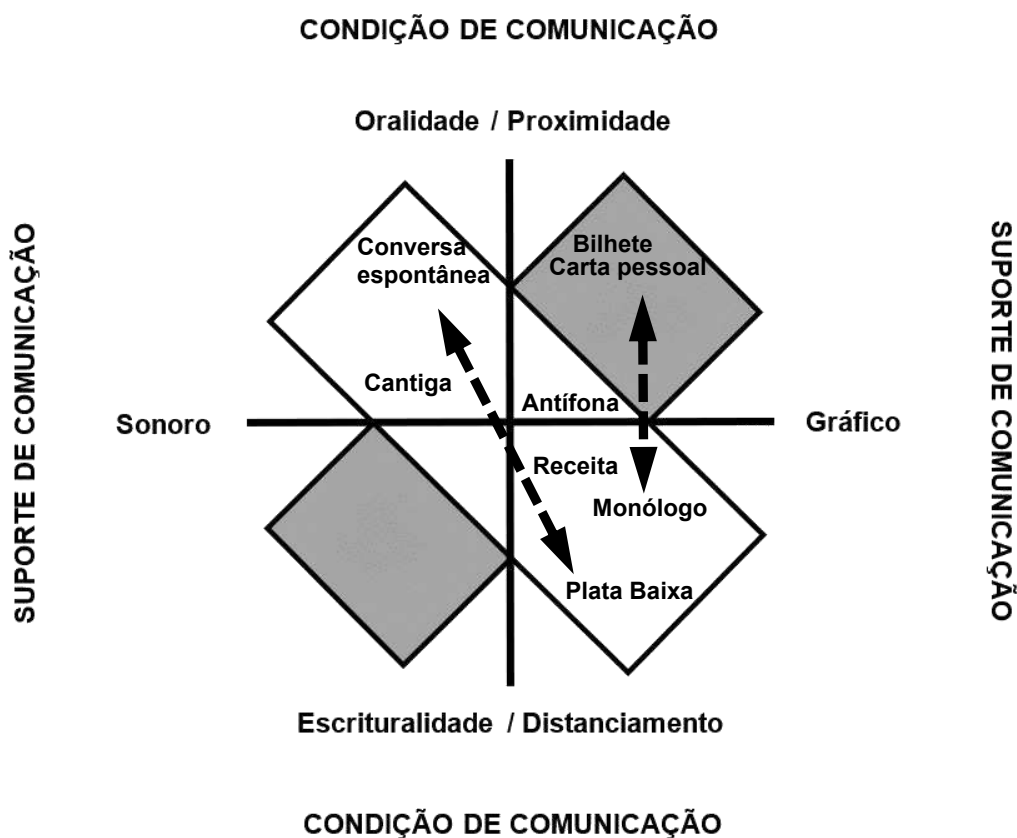 CONDIÇÃO DE COMUNICAÇÃO
Oralidade / Proximidade
SUPORTE DE COMUNICAÇÃO
SUPORTE DE COMUNICAÇÃO
Conversa
espontânea
Bilhete
Carta pessoal
Cantiga
Antífona
Sonoro
Gráfico
Receita
Monólogo
Plata Baixa
Escrituralidade / Distanciamento
CONDIÇÃO DE COMUNICAÇÃO